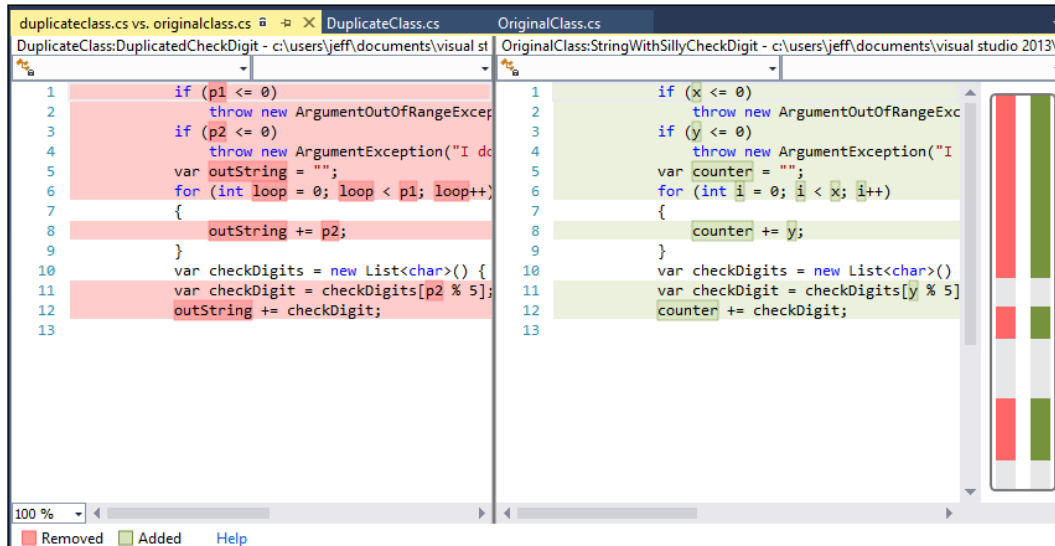 duplicateclass.cs vs. originalclass.cs DuplicateClass.cs OriginalClass.cs
DuplicateClass:DuplicatedCheckDigit - c:\users\jeff\documents\visual st
1 if (p1 <= 0)
2 throw new ArgumentOutOfRangeExcep
3 if (p2 <= 0)
4 throw new ArgumentException("I do
5 var outString = "";
6 for (int loop = 0; loop < p1; loop++)
7 {
8 outString += p2;
9 }
10 var checkDigits = new List<char>() {
11 var checkDigit = checkDigits[p2 % 5];
12 outString += checkDigit;
13
OriginalClass:StringWithSillyCheckDigit - c:\users\jeff\documents\visual studio 2013\
1 if (x <= 0)
2 throw new ArgumentOutOfRangeExc
3 if (y <= 0)
4 throw new ArgumentException("I
5 var counter = "";
6 for (int i = 0; i < x; i++)
7 {
8 counter += y;
9 }
10 var checkDigits = new List<char>()
11 var checkDigit = checkDigits[y % 5]
12 counter += checkDigit;
13
100 %
Removed Added Help